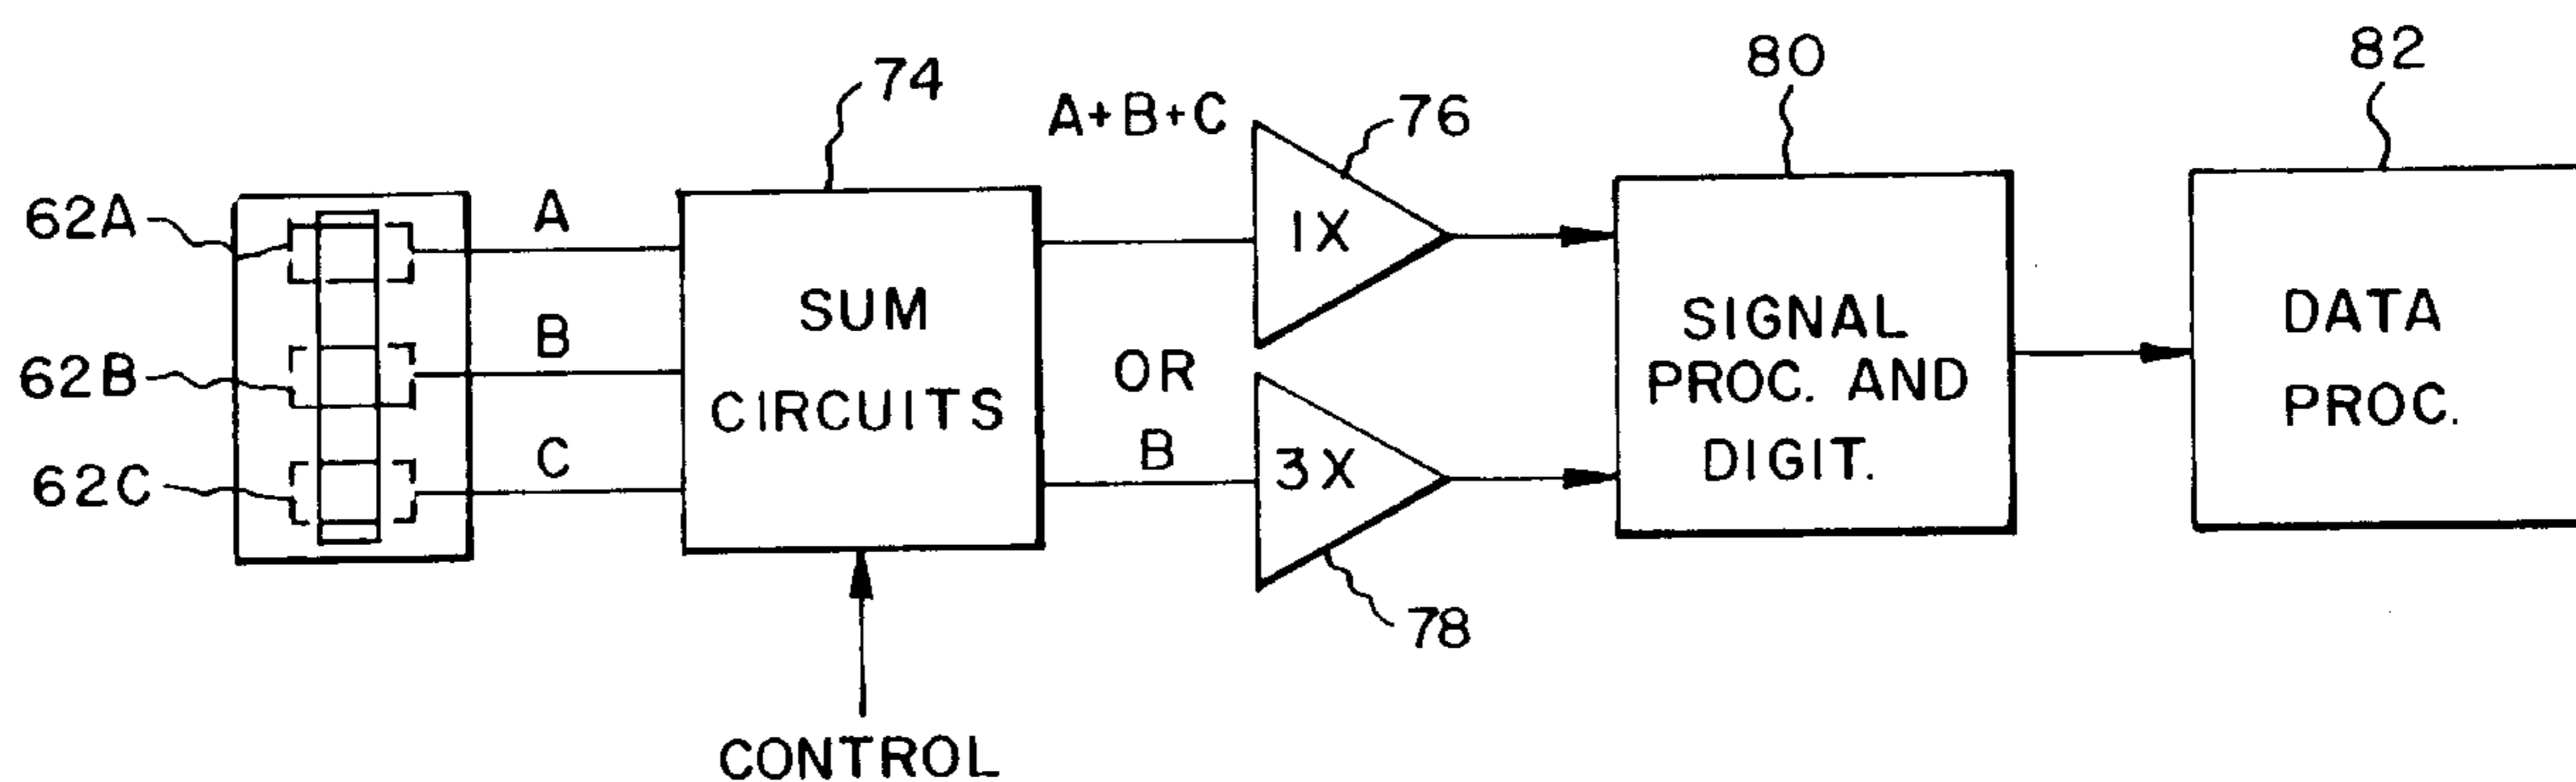 74
80
82
A+B+C
76
62A
A
1X
SUM
CIRCUITS
SIGNAL
PROC. AND
DIGIT.
DATA
PROC.
62B
B
OR
B
3X
62C
C
78
CONTROL